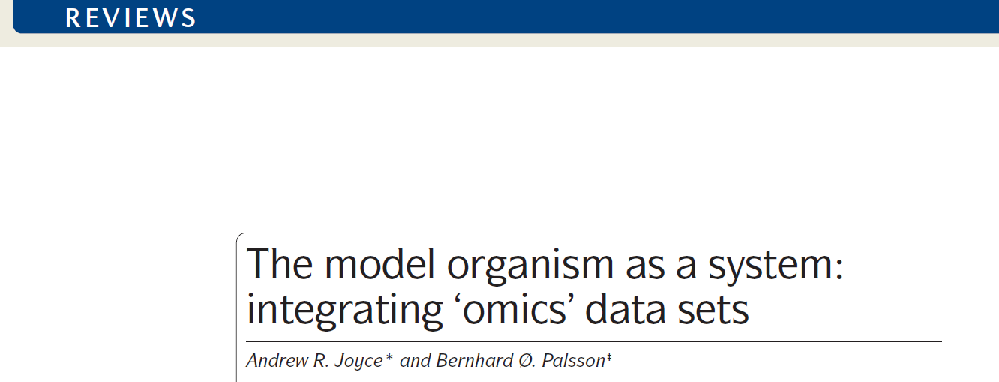 REVIEWS
The model organism as a system:
integrating ‘omics’ data sets
Andrew R. Joyce* and Bernhard Ø. Palsson‡